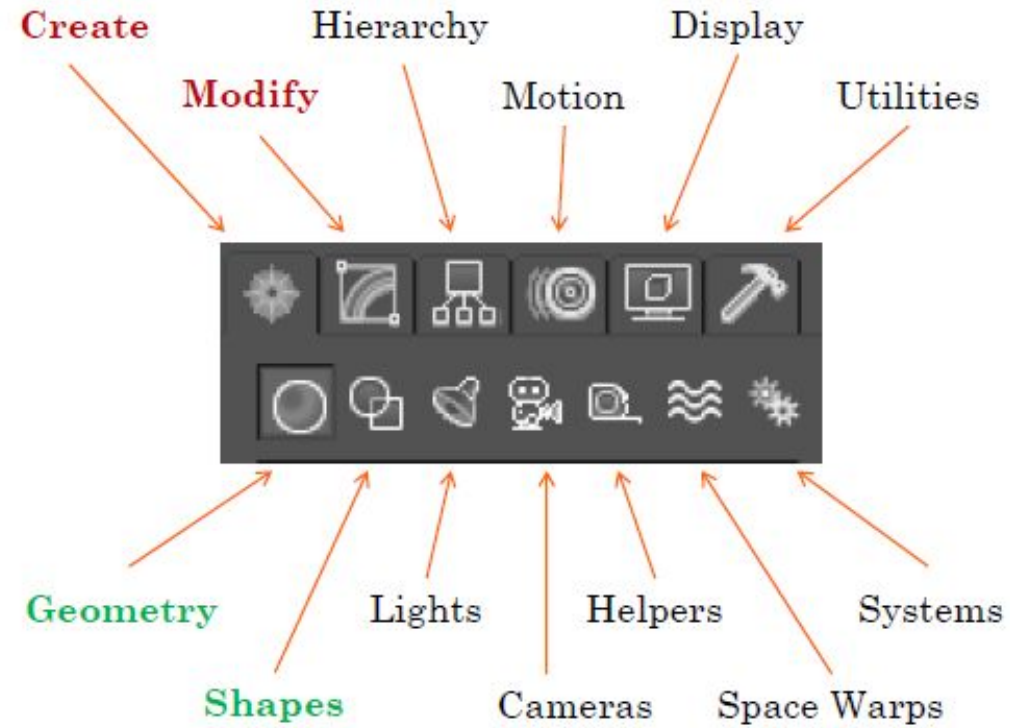 Create Hierarchy Display
Modify Motion Utilities
Geometry Lights Helpers Systems
Shapes Cameras Space Warps